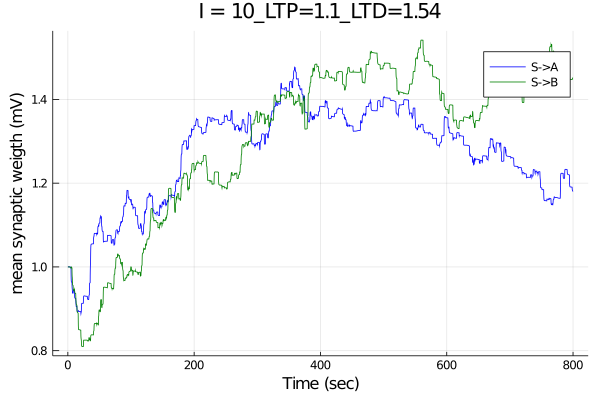 I = 10_LTP=1.1_LTD=1.54
mean synaptic weigth (mV)
1.4
1.2
1.0
0.8
S->A
S->B
0
200
400
600
800
Time (sec)